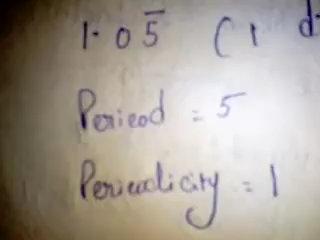 1.05̅ (1 d
Period = 5
Periodicity = 1